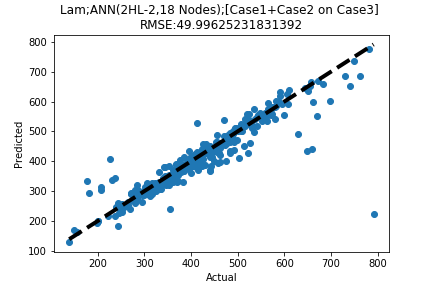 Lam;ANN(2HL-2,18 Nodes);[Case1+Case2 on Case3]
RMSE:49.99625231831392
800
700
600
500
400
300
200
100
Predicted
200 300 400 500 600 700 800
Actual